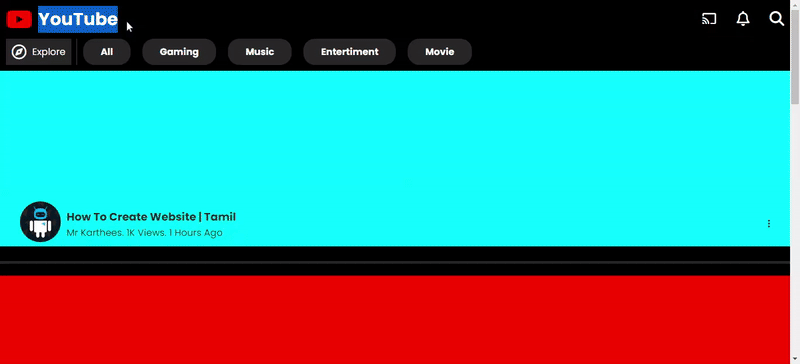 YouTube
Explore All Gaming Music Entertiment Movie
How To Create Website | Tamil
Mr Karthees. 1K Views. 1 Hours Ago